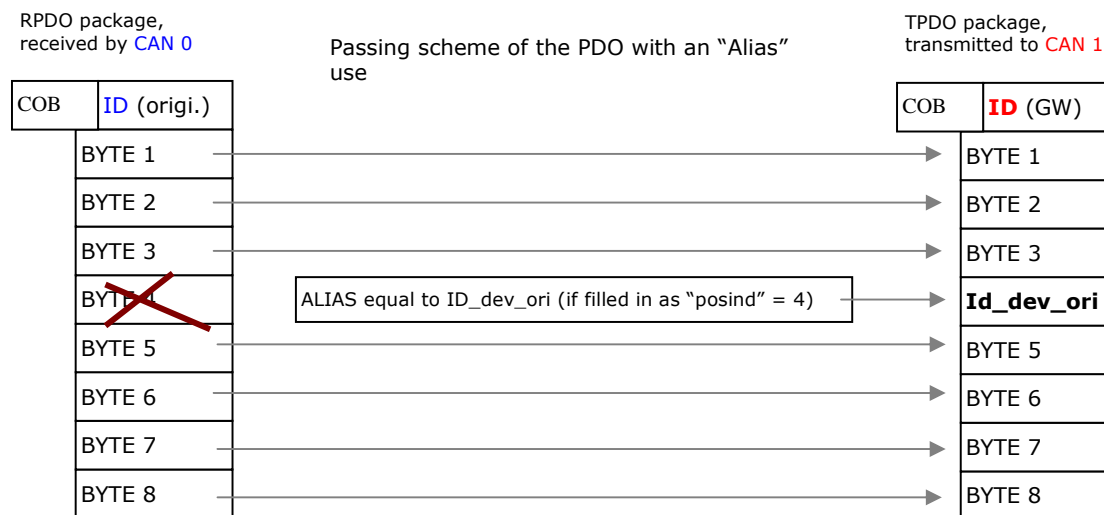 RPDO package,
received by CAN 0
Passing scheme of the PDO with an “Alias”
use
TPDO package,
transmitted to CAN 1
COB ID (origi.)
COB ID (GW)
BYTE 1
BYTE 1
BYTE 2
BYTE 2
BYTE 3
BYTE 3
BYTE 4
ALIAS equal to ID_dev_ori (if filled in as “posind” = 4)
Id_dev_ori
BYTE 5
BYTE 5
BYTE 6
BYTE 6
BYTE 7
BYTE 7
BYTE 8
BYTE 8